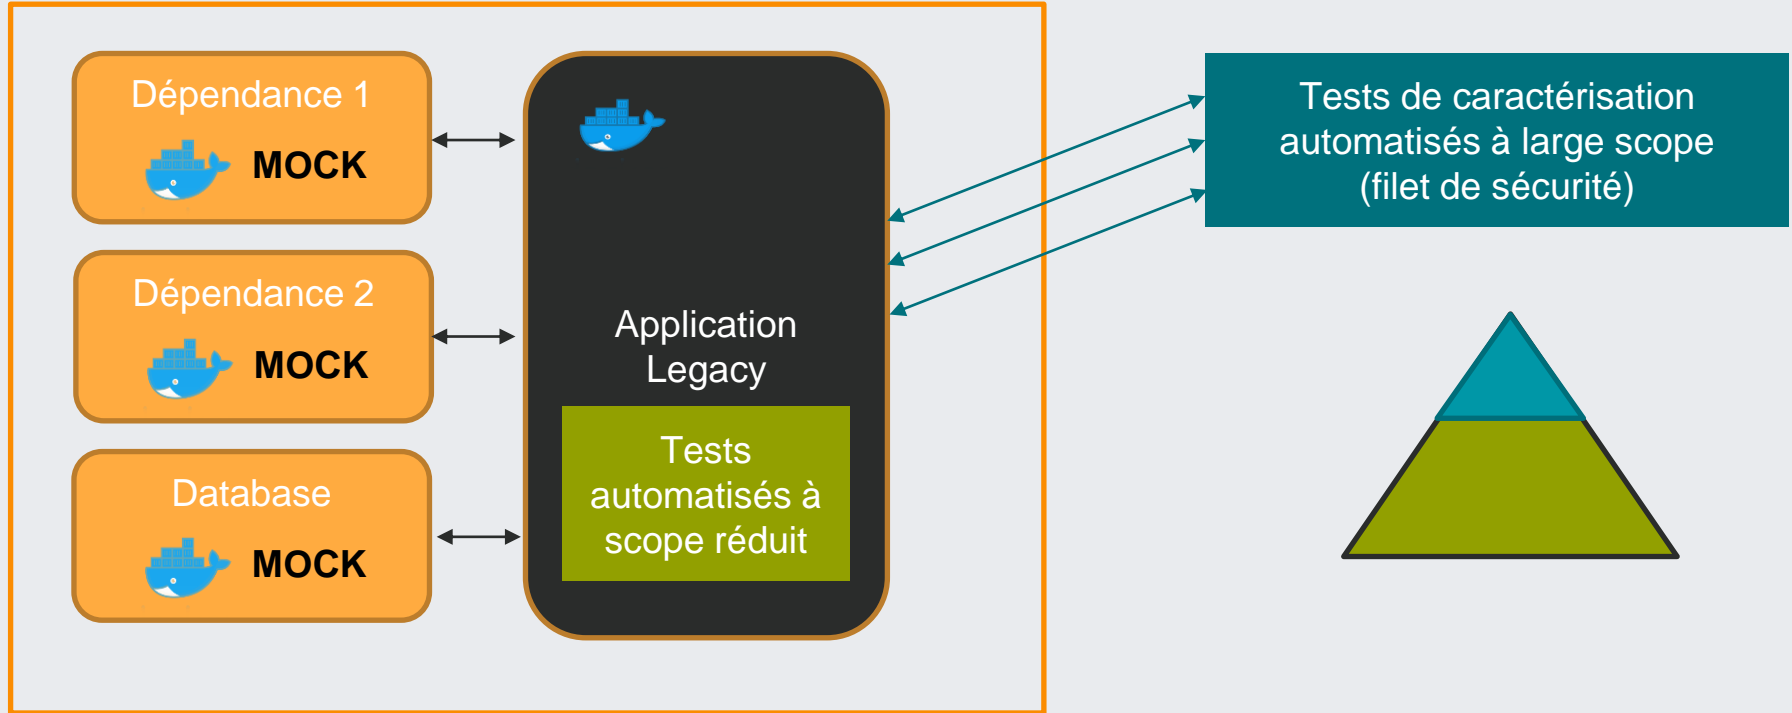 Dépendance 1
MOCK
Dépendance 2
MOCK
Database
MOCK
Application
Legacy
Tests
automatisés à
scope réduit
Tests de caractérisation
automatisés à large scope
(filet de sécurité)